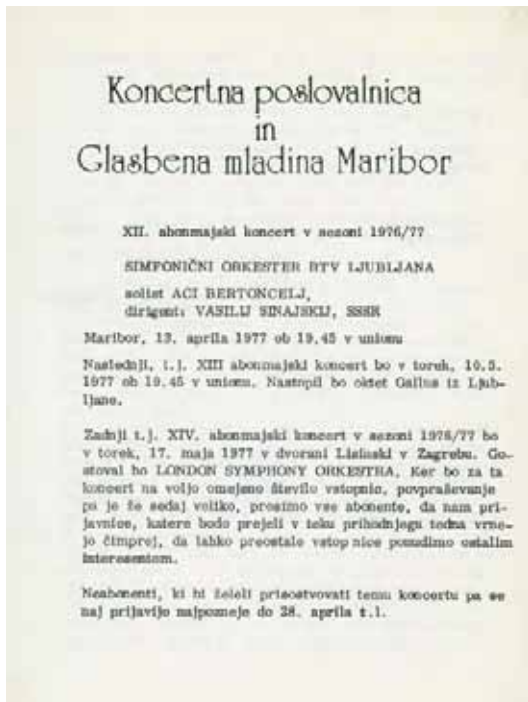 Koncertna poslovalnica
in
Glasbena mladina Maribor
XII. abonmajski koncert v sezoni 1976/77
SIMFONIČNI ORKESTER RTV LJUBLJANA
solist ACI BERTONCELJ,
dirigent: VASILIJ SINAJSKIJ, SSSR
Maribor, 13. aprila 1977 ob 19.45 v unionu
Naslednji, t.j. XIII abonmajski koncert bo v torek, 10.5.
1977 ob 19.45 v unionu. Nastopil bo oktet Gallus iz Ljub-
ljane.
Zadnji t.j. XIV. abonmajski koncert v sezoni 1976/77 bo
v torek, 17. maja 1977 v dvorani Lisinski v Zagrebu. Go-
stoval bo LONDON SYMPHONY ORKESTRA. Ker bo za ta
koncert na voljo omejeno število vstopnic, povpraševanje
pa je že sedaj veliko, prosimo vse abonente, da nam pri-
javnice, katere bodo prejeli v teku prihodnjega tedna vrne-
jo čimprej, da lahko preostale vstop nice ponudimo ostalim
interesentom.
Neabonenti, ki bi želeli prisostvovati temu koncertu pa se
naj prijavijo najpozneje do 28. aprila t.l.